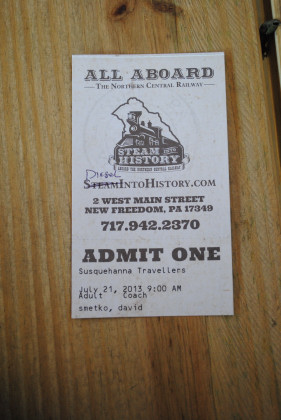 ALL ABOARD
THE NORTHERN CENTRAL RAILWAY
STEAM
INTO
HISTORY
ABOARD THE NORTHERN CENTRAL RAILWAY
Diesel
STEAMINTOHISTORY.COM
2 WEST MAIN STREET
NEW FREEDOM, PA 17349
717.942.2370
ADMIT ONE
Susquehanna Travellers
July 21, 2013 9:00 AM
Adult Coach
smetko, david